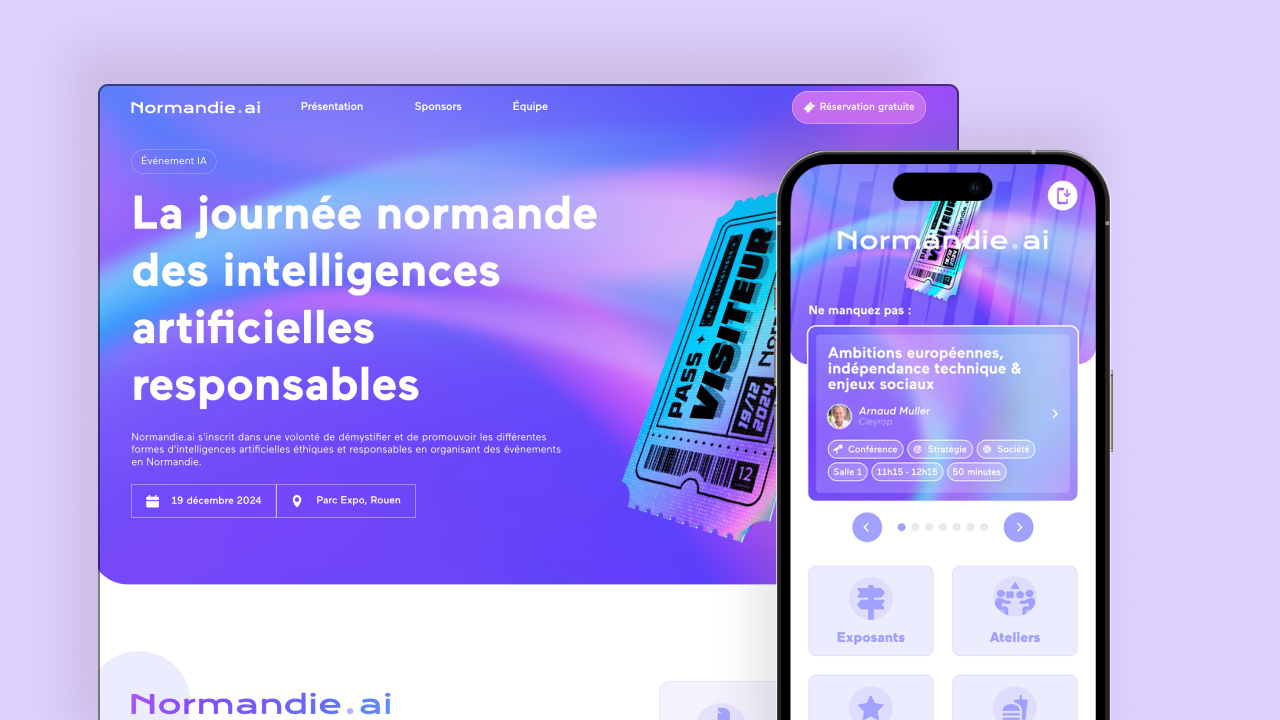 Normandie.ai
Présentation
Sponsors
Équipe
Réservation gratuite
Événement IA
La journée normande
des intelligences
artificielles
responsables
Normandie.ai s'inscrit dans une volonté de démystifier et de promouvoir les différentes
formes d'intelligences artificielles éthiques et responsables en organisant des événements
en Normandie.
19 décembre 2024
Parc Expo, Rouen
PASS
VISITEUR
19/12
2024
12
Normandie.ai
Normandie.ai
VISITEUR
Ne manquez pas :
Ambitions européennes,
indépendance technique &
enjeux sociaux
Arnaud Muller
Cleyrop
Conférence
Stratégie
Société
Salle 1
11h15 - 12h15
50 minutes
Exposants
Ateliers